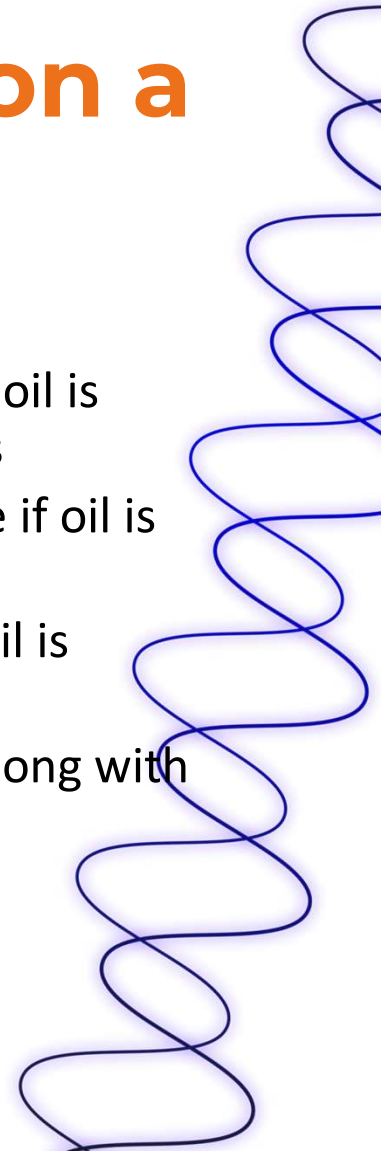 on a
oil is
s
e if oil is
il is
ong with